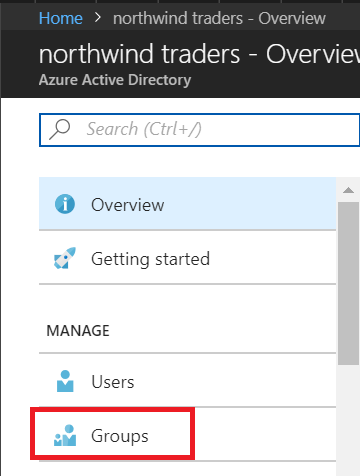 Home > northwind traders - Overview
northwind traders - Overview
Azure Active Directory
Search (Ctrl+/)
Overview
Getting started
MANAGE
Users
Groups